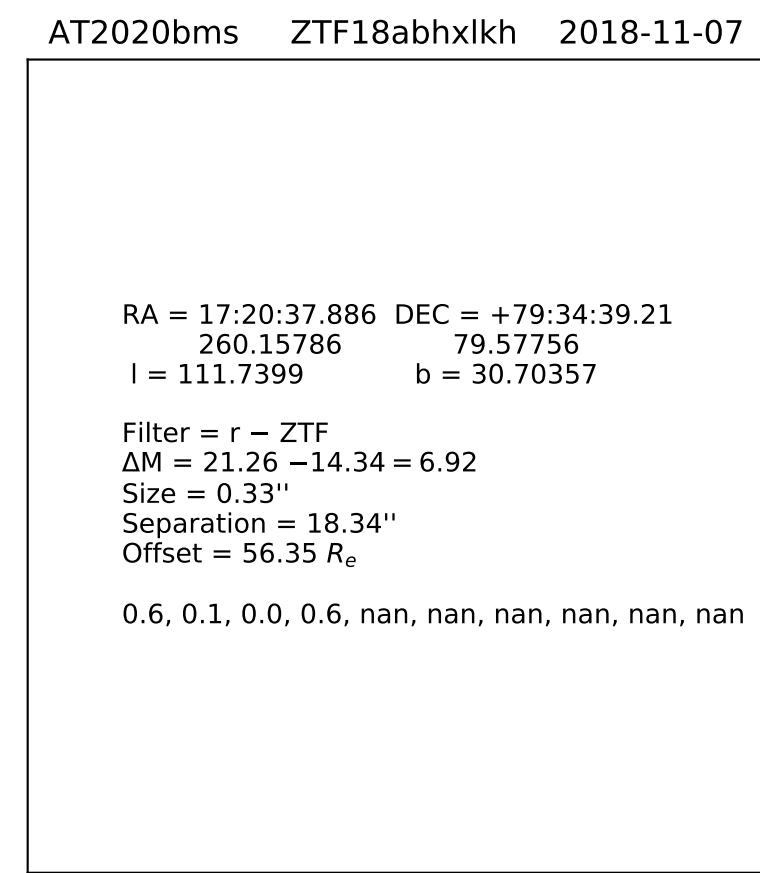 AT2020bms ZTF18abhxlkh 2018-11-07
RA = 17:20:37.886 DEC = +79:34:39.21
260.15786 79.57756
l = 111.7399 b = 30.70357
Filter = r − ZTF
ΔM = 21.26 −14.34 = 6.92
Size = 0.33''
Separation = 18.34''
Offset = 56.35 Re
0.6, 0.1, 0.0, 0.6, nan, nan, nan, nan, nan, nan